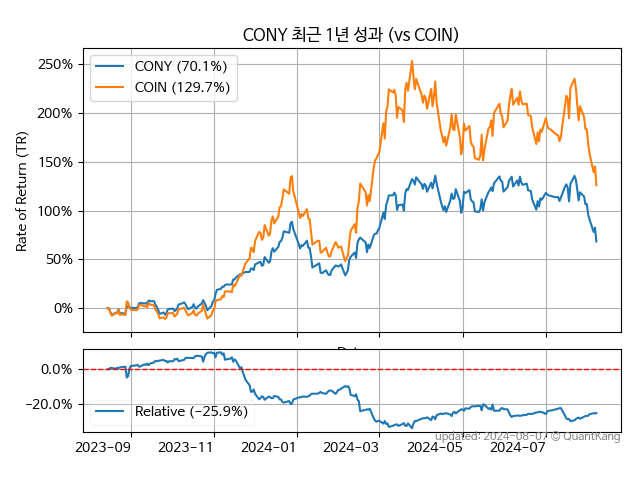 CONY 최근 1년 성과 (vs COIN)
CONY (70.1%)
COIN (129.7%)
Rate of Return (TR)
250%
200%
150%
100%
50%
0%
0.0%
−20.0%
Relative (−25.9%)
2023−09
2023−11
2024−01
2024−03
2024−05
2024−07
updated: 2024−08−07 © QuantKang